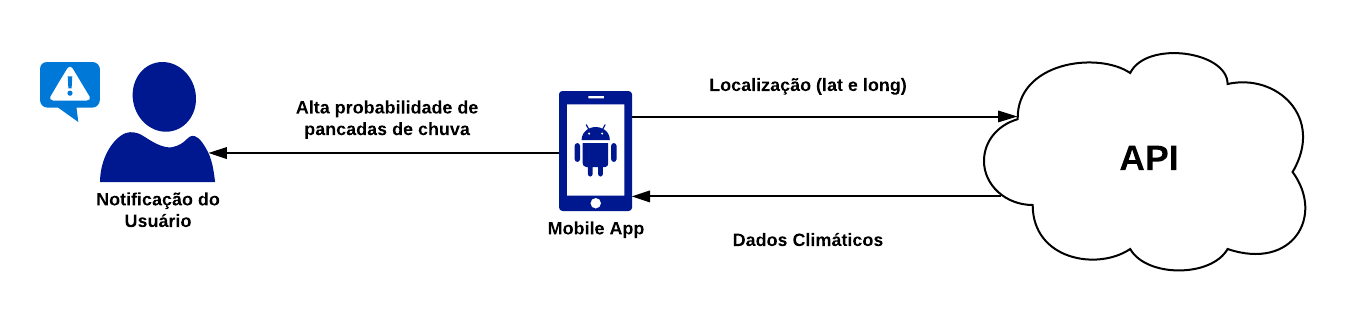 Alta probabilidade de
pancadas de chuva
Notificação do
Usuário
Mobile App
Localização (lat e long)
Dados Climáticos
API